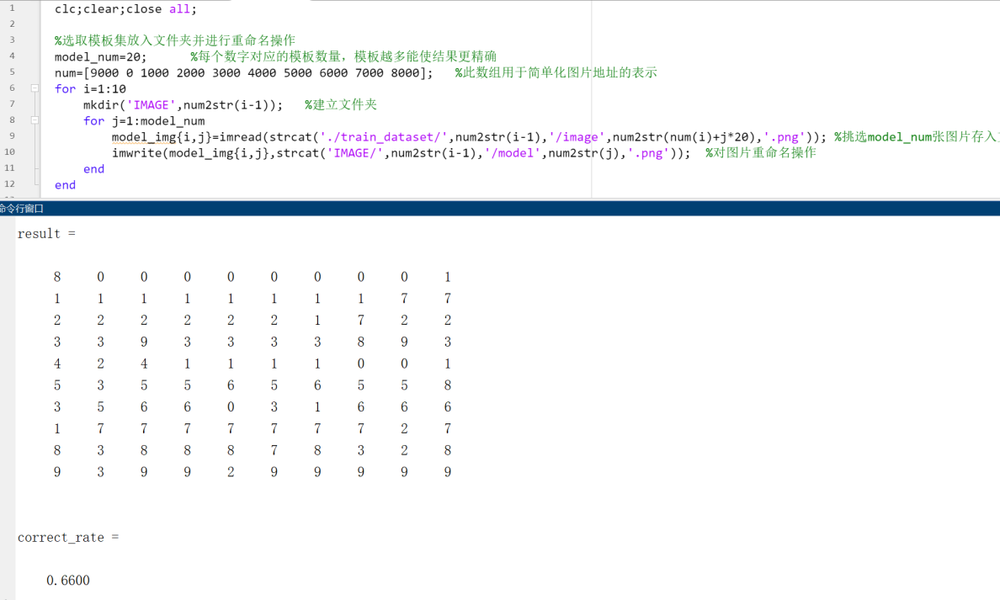 1 clc;clear;close all;
2
3 %选取模板集放入文件夹并进行重命名操作
4 model_num=20; %每个数字对应的模板数量，模板越多能使结果更精确
5 num=[9000 0 1000 2000 3000 4000 5000 6000 7000 8000]; %此数组用于简单化图片地址的表示
6 for i=1:10
7 mkdir('IMAGE',num2str(i-1)); %建立文件夹
8 for j=1:model_num
9 model_img{i,j}=imread(strcat('./train_dataset/',num2str(i-1),'/image',num2str(num(i)+j*20),'.png')); %挑选model_num张图片存入
10 imwrite(model_img{i,j},strcat('IMAGE/',num2str(i-1),'/model',num2str(j),'.png')); %对图片重命名操作
11 end
12 end
命令行窗口
result =
8 0 0 0 0 0 0 0 0 1
1 1 1 1 1 1 1 1 7 7
2 2 2 2 2 2 1 7 2 2
3 3 9 3 3 3 3 8 9 3
4 2 4 1 1 1 1 0 0 1
5 3 5 5 6 5 6 5 5 8
3 5 6 6 0 3 1 6 6 6
1 7 7 7 7 7 7 7 2 7
8 3 8 8 8 7 8 3 2 8
9 3 9 9 2 9 9 9 9 9
correct_rate =
0.6600